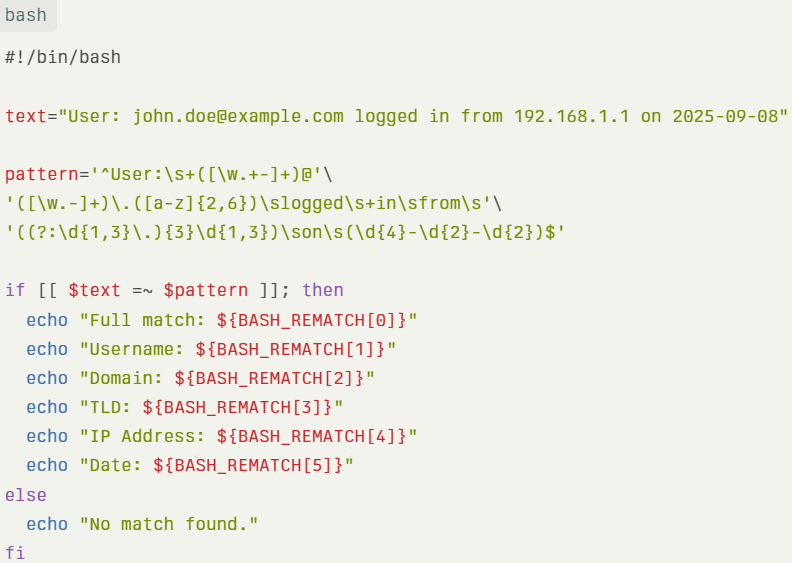 bash
#!/bin/bash
text="User: john.doe@example.com logged in from 192.168.1.1 on 2025-09-08"
pattern='^User:\s+([\w.+-]+)@'\
'([\w.-]+)\.([a-z]{2,6})\slogged\s+in\sfrom\s'\
'((?:\d{1,3}\.){3}\d{1,3})\son\s(\d{4}-\d{2}-\d{2})$'
if [[ $text =~ $pattern ]]; then
  echo "Full match: ${BASH_REMATCH[0]}"
  echo "Username: ${BASH_REMATCH[1]}"
  echo "Domain: ${BASH_REMATCH[2]}"
  echo "TLD: ${BASH_REMATCH[3]}"
  echo "IP Address: ${BASH_REMATCH[4]}"
  echo "Date: ${BASH_REMATCH[5]}"
else
  echo "No match found."
fi